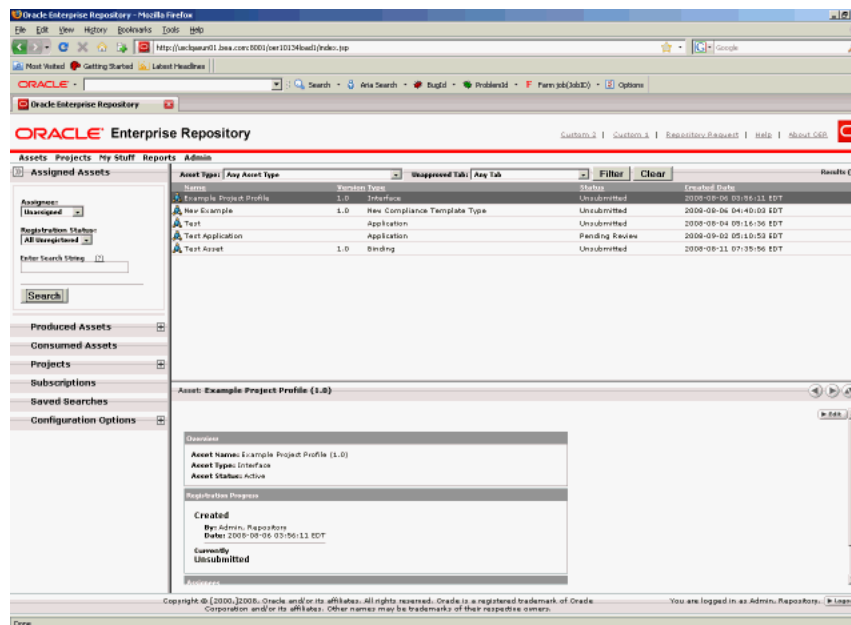 Oracle Enterprise Repository - Mozilla Firefox
File Edit View History Bookmarks Tools Help
Google
Most Visited Getting Started Latest Headlines
ORACLE Search Aria Search BugId ProblemId Farm job(JobID) Options
Oracle Enterprise Repository
ORACLE Enterprise Repository
Custom 2 | Custom 1 | Repository Request | Help | About OER
Assets Projects My Stuff Reports Admin
Assigned Assets
Asset Type: Any Asset Type Unapproved Tab: Any Tab Filter Clear Results (
Name Version Type Status Created Date
Example Project Profile 1.0 Interface Unsubmitted 2008-08-06 03:56:11 EDT
New Example 1.0 New Compliance Template Type Unsubmitted 2008-08-06 04:40:03 EDT
Test Application Unsubmitted 2008-08-04 05:16:36 EDT
Test Application Application Pending Review 2008-09-02 05:10:53 EDT
Test Asset 1.0 Binding Unsubmitted 2008-08-11 07:35:56 EDT
Assignee:
Unassigned
Registration Status:
All Unregistered
Enter Search String [?]
Search
Produced Assets
Consumed Assets
Projects
Subscriptions
Saved Searches
Configuration Options
Asset: Example Project Profile (1.0)
Edit
Overview
Asset Name: Example Project Profile (1.0)
Asset Type: Interface
Asset Status: Active
Registration Progress
Created
By: Admin, Repository
Date: 2008-08-06 03:56:11 EDT
Currently
Unsubmitted
Assignees
Copyright © [2000,]2008, Oracle and/or its affiliates. All rights reserved. Oracle is a registered trademark of Oracle
Corporation and/or its affiliates. Other names may be trademarks of their respective owners.
You are logged in as Admin, Repository.
Done